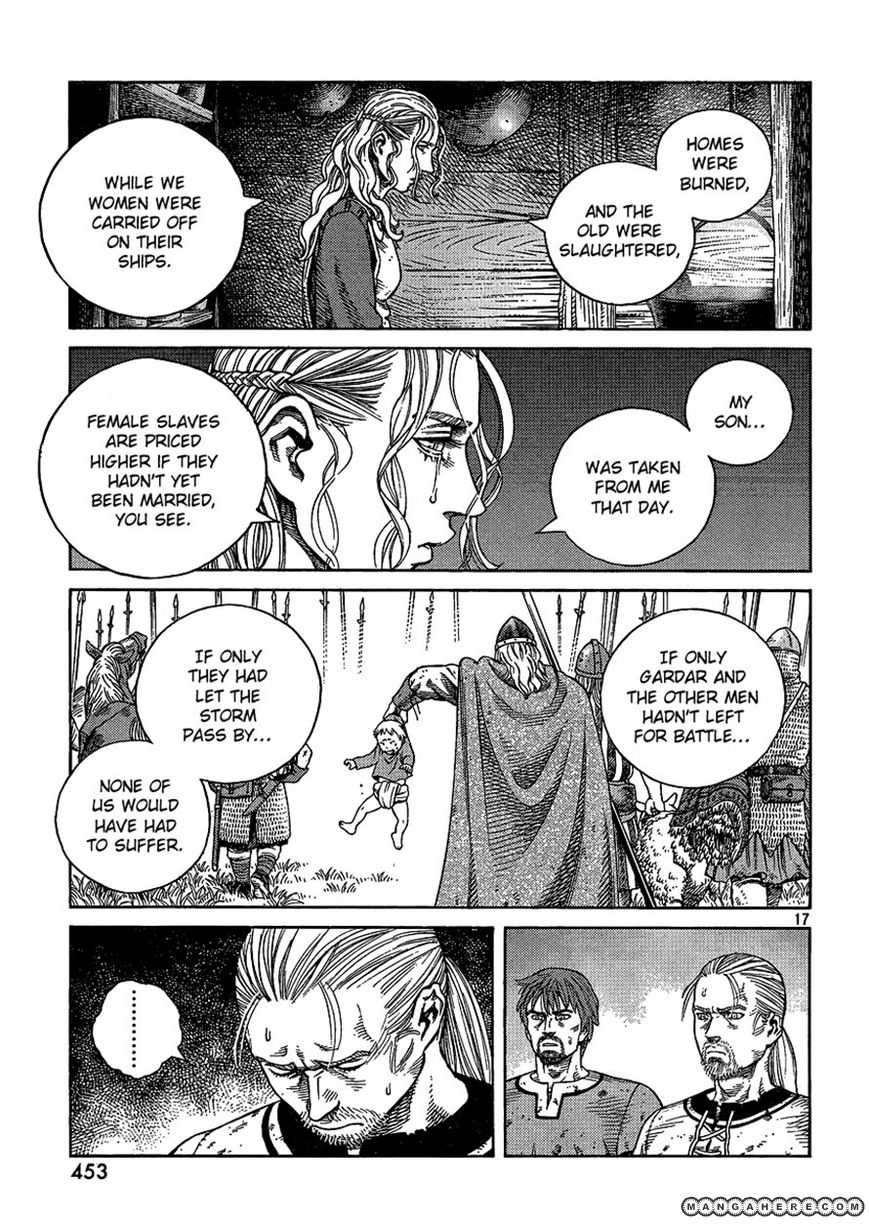 HOMES
WERE
BURNED,
AND THE
OLD WERE
SLAUGHTERED,
WHILE WE
WOMEN WERE
CARRIED OFF
ON THEIR
SHIPS.
MY
SON...
WAS TAKEN
FROM ME
THAT DAY.
FEMALE SLAVES
ARE PRICED
HIGHER IF THEY
HADN'T YET
BEEN MARRIED,
YOU SEE.
IF ONLY
GARDAR AND
THE OTHER MEN
HADN'T LEFT
FOR BATTLE...
IF ONLY
THEY HAD
LET THE
STORM
PASS BY...
NONE OF
US WOULD
HAVE HAD
TO SUFFER.
17
.........
453
MANGAHERE.COM